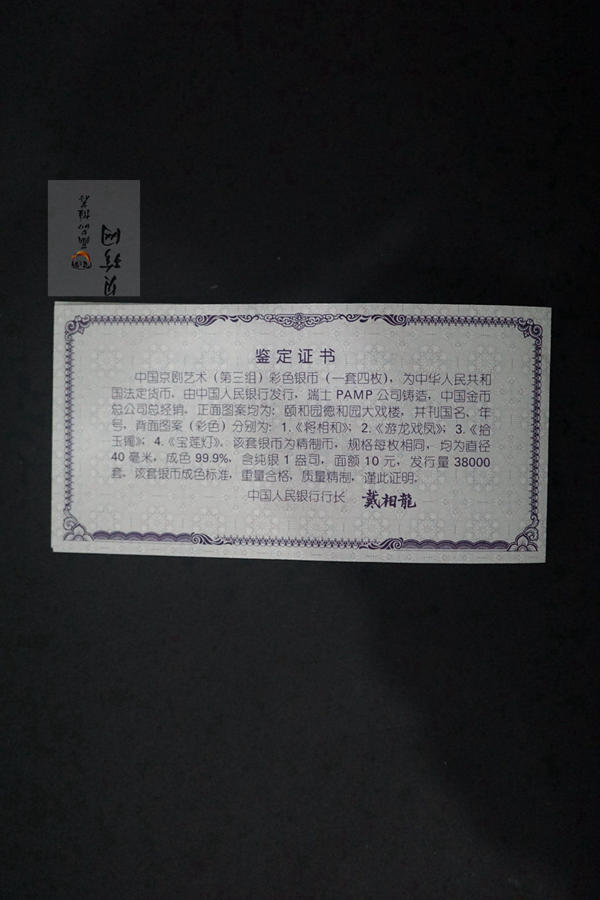 鉴定证书
中国京剧艺术（第三组）彩色银币（一套四枚），为中华人民共和
国法定货币，由中国人民银行发行，瑞士 PAMP 公司铸造，中国金币
总公司总经销，正面图案均为：颐和园德和园大戏楼，并刊国名、年
号，背面图案（彩色）分别为：1.《将相和》；2.《游龙戏凤》；3.《拾
玉镯》；4.《宝莲灯》。该套银币为精制币，规格每枚相同，均为直径
40 毫米，成色 99.9%，含纯银 1 盎司，面额 10 元，发行量 38000
套，该套银币成色标准，重量合格，质量精制，谨此证明。
中国人民银行行长 戴相龍